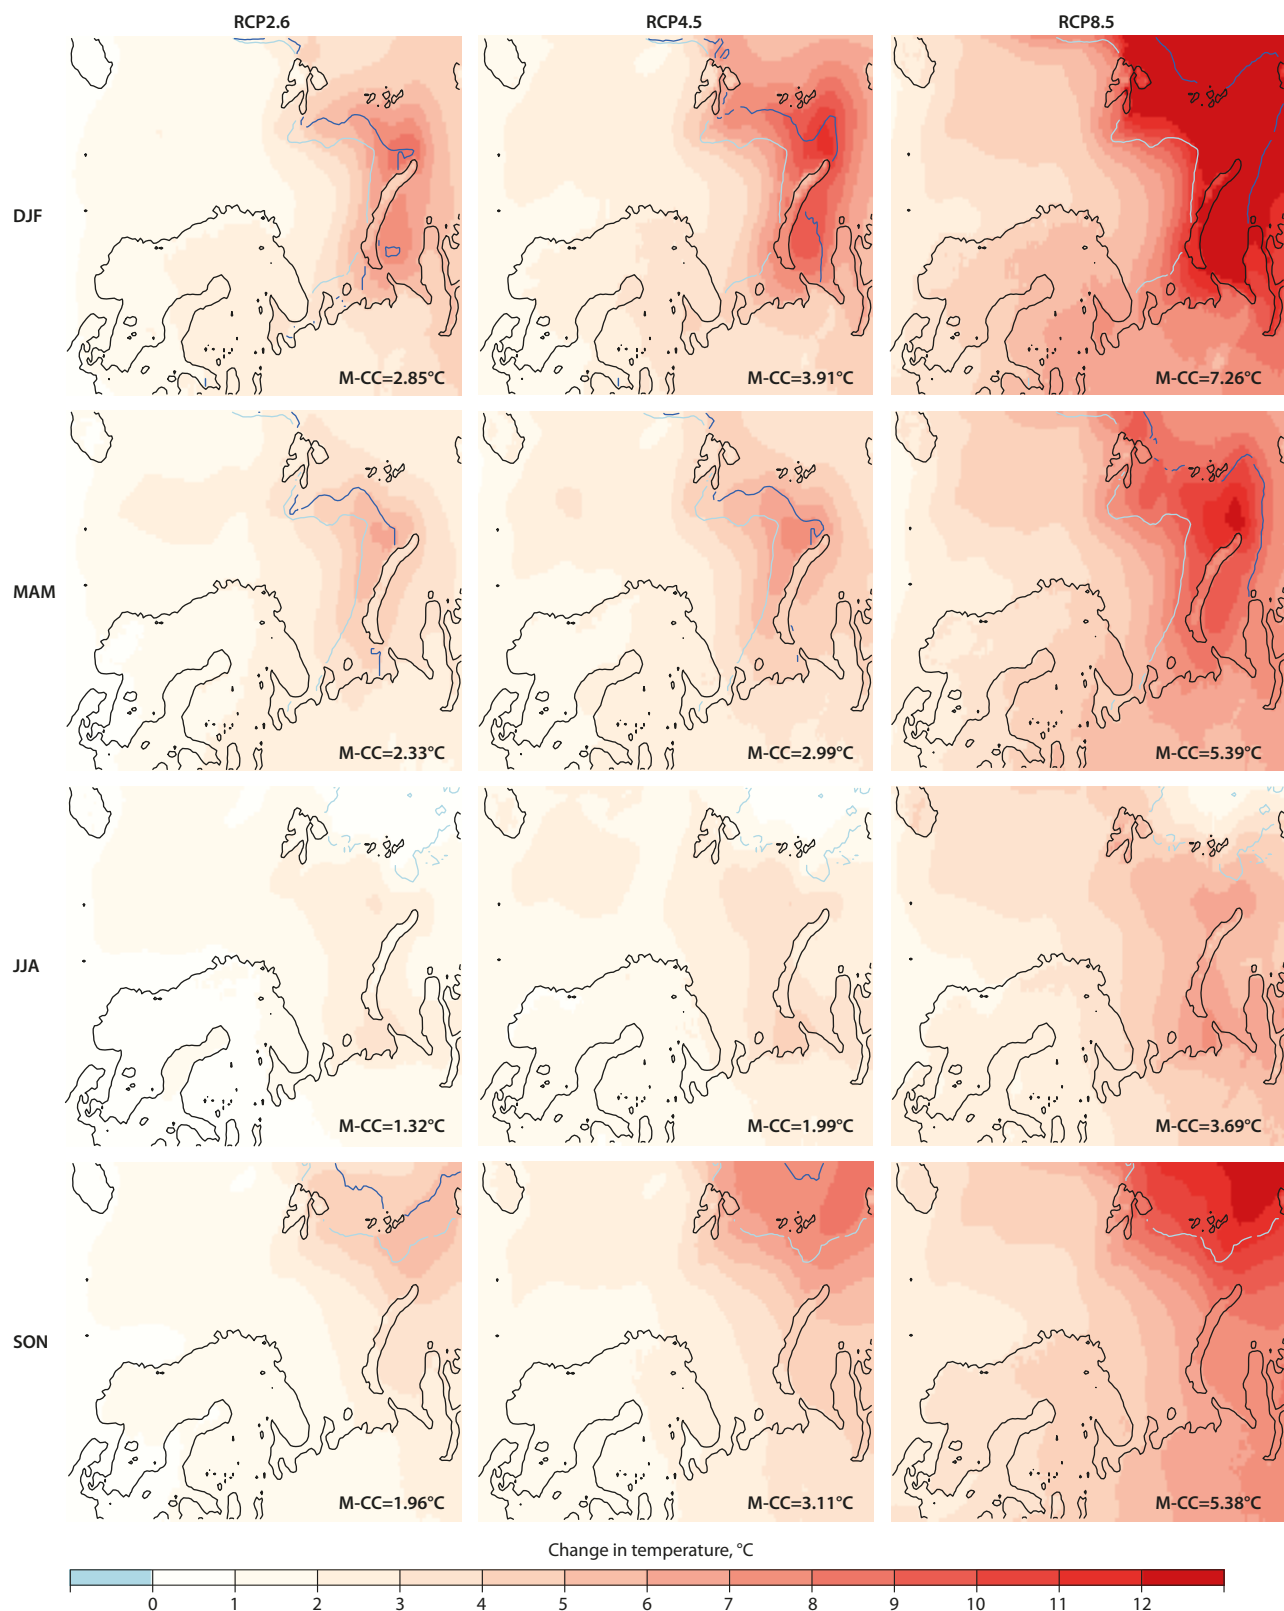 RCP2.6 RCP4.5 RCP8.5
DJF
M-CC=2.85°C M-CC=3.91°C M-CC=7.26°C
MAM
M-CC=2.33°C M-CC=2.99°C M-CC=5.39°C
JJA
M-CC=1.32°C M-CC=1.99°C M-CC=3.69°C
SON
M-CC=1.96°C M-CC=3.11°C M-CC=5.38°C
Change in temperature, °C
0 1 2 3 4 5 6 7 8 9 10 11 12